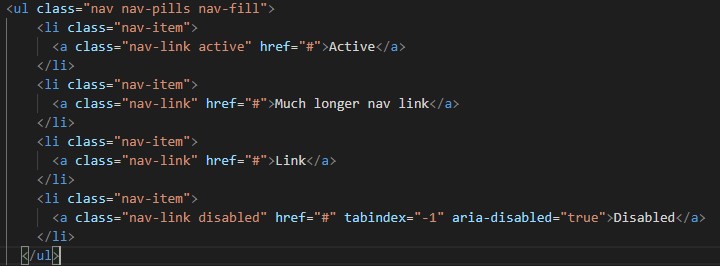 <ul class="nav nav-pills nav-fill">
<li class="nav-item">
<a class="nav-link active" href="#">Active</a>
</li>
<li class="nav-item">
<a class="nav-link" href="#">Much longer nav link</a>
</li>
<li class="nav-item">
<a class="nav-link" href="#">Link</a>
</li>
<li class="nav-item">
<a class="nav-link disabled" href="#" tabindex="-1" aria-disabled="true">Disabled</a>
</li>
</ul>